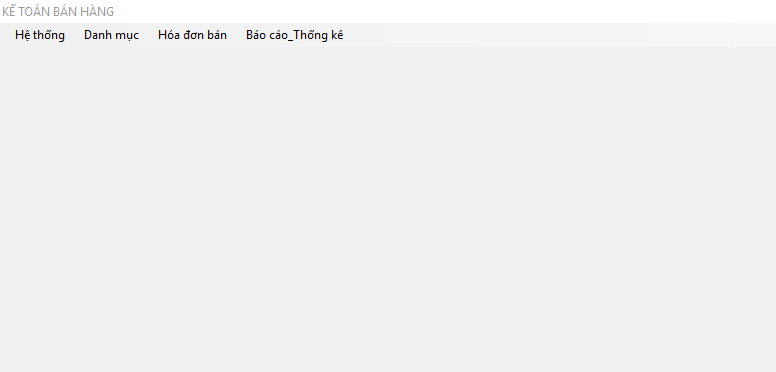 KẾ TOÁN BÁN HÀNG
Hệ thống Danh mục Hóa đơn bán Báo cáo_Thống kê